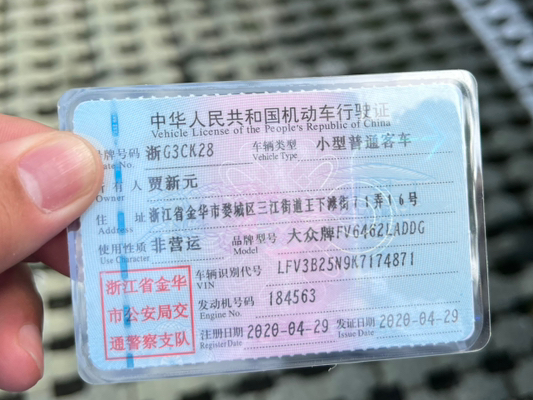 中华人民共和国机动车行驶证
Vehicle License of the People's Republic of China
号牌号码 浙G3CK28 车辆类型 小型普通客车
Plate No. Vehicle Type
所有人 贾新元
Owner
住址 浙江省金华市婺城区三江街道王下滩街71弄16号
Address
使用性质 非营运 品牌型号 大众牌FV6462LADDG
Use Character Model
浙江省金华
市公安局交
通警察支队
车辆识别代号 LFV3B25N9K7174871
VIN
发动机号码 184563
Engine No.
注册日期 2020-04-29 发证日期 2020-04-29
Register Date Issue Date